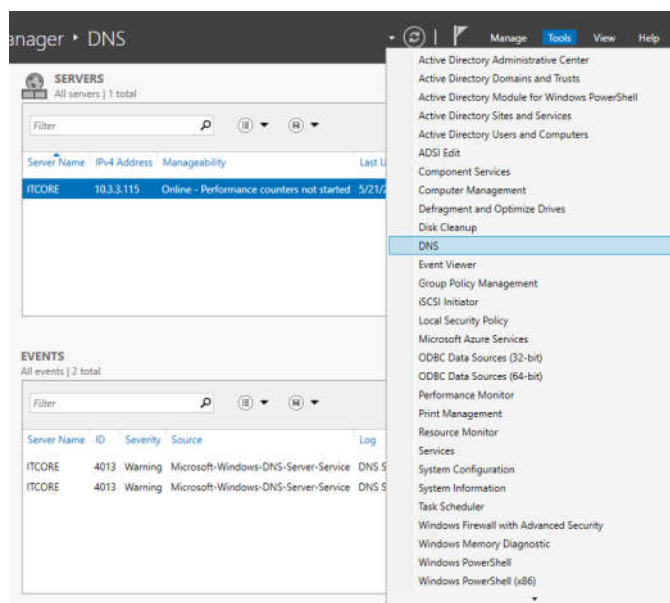 anager ‣ DNS
Manage Tools View Help
SERVERS
All servers | 1 total
Filter
Server Name IPv4 Address Manageability Last U
ITCORE 10.3.3.115 Online - Performance counters not started 5/21/2
EVENTS
All events | 2 total
Filter
Server Name ID Severity Source Log
ITCORE 4013 Warning Microsoft-Windows-DNS-Server-Service DNS S
ITCORE 4013 Warning Microsoft-Windows-DNS-Server-Service DNS S
Active Directory Administrative Center
Active Directory Domains and Trusts
Active Directory Module for Windows PowerShell
Active Directory Sites and Services
Active Directory Users and Computers
ADSI Edit
Component Services
Computer Management
Defragment and Optimize Drives
Disk Cleanup
DNS
Event Viewer
Group Policy Management
iSCSI Initiator
Local Security Policy
Microsoft Azure Services
ODBC Data Sources (32-bit)
ODBC Data Sources (64-bit)
Performance Monitor
Print Management
Resource Monitor
Services
System Configuration
System Information
Task Scheduler
Windows Firewall with Advanced Security
Windows Memory Diagnostic
Windows PowerShell
Windows PowerShell (x86)